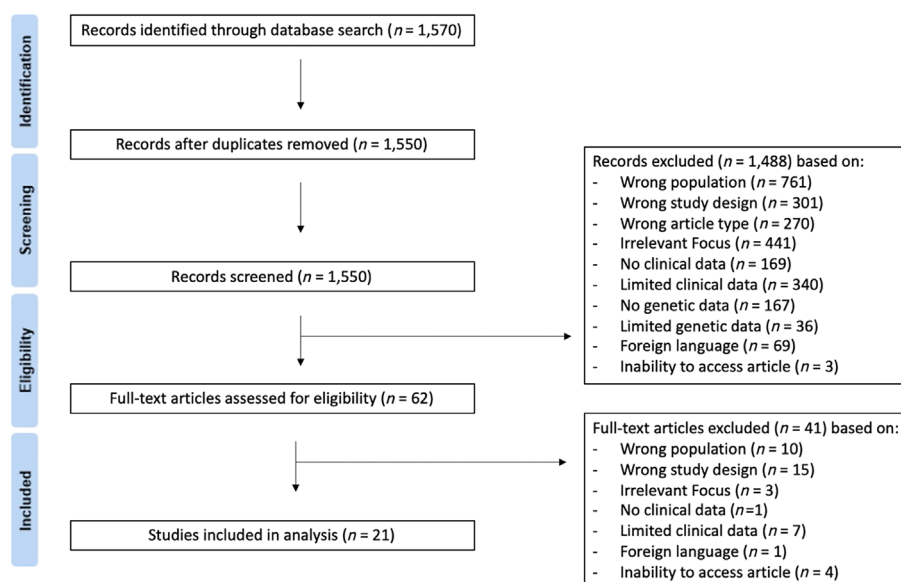 Identification
Records identified through database search (n = 1,570)
Records after duplicates removed (n = 1,550)
Screening
Records screened (n = 1,550)
Records excluded (n = 1,488) based on:
- Wrong population (n = 761)
- Wrong study design (n = 301)
- Wrong article type (n = 270)
- Irrelevant Focus (n = 441)
- No clinical data (n = 169)
- Limited clinical data (n = 340)
- No genetic data (n = 167)
- Limited genetic data (n = 36)
- Foreign language (n = 69)
- Inability to access article (n = 3)
Eligibility
Full-text articles assessed for eligibility (n = 62)
Full-text articles excluded (n = 41) based on:
- Wrong population (n = 10)
- Wrong study design (n = 15)
- Irrelevant Focus (n = 3)
- No clinical data (n=1)
- Limited clinical data (n = 7)
- Foreign language (n = 1)
- Inability to access article (n = 4)
Included
Studies included in analysis (n = 21)